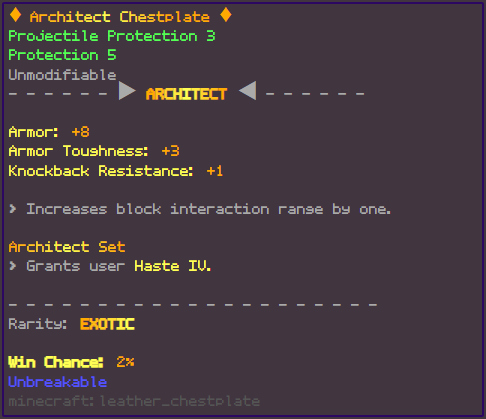 ♦ Architect Chestplate ♦
Projectile Protection 3
Protection 5
Unmodifiable
- - - - - - ▶ ARCHITECT ◀ - - - - - -
Armor: +8
Armor Toughness: +3
Knockback Resistance: +1
> Increases block interaction range by one.
Architect Set
> Grants user Haste IV.
- - - - - - - - - - - - - - - - - - - - - - -
Rarity: EXOTIC
Win Chance: 2%
Unbreakable
minecraft:leather_chestplate